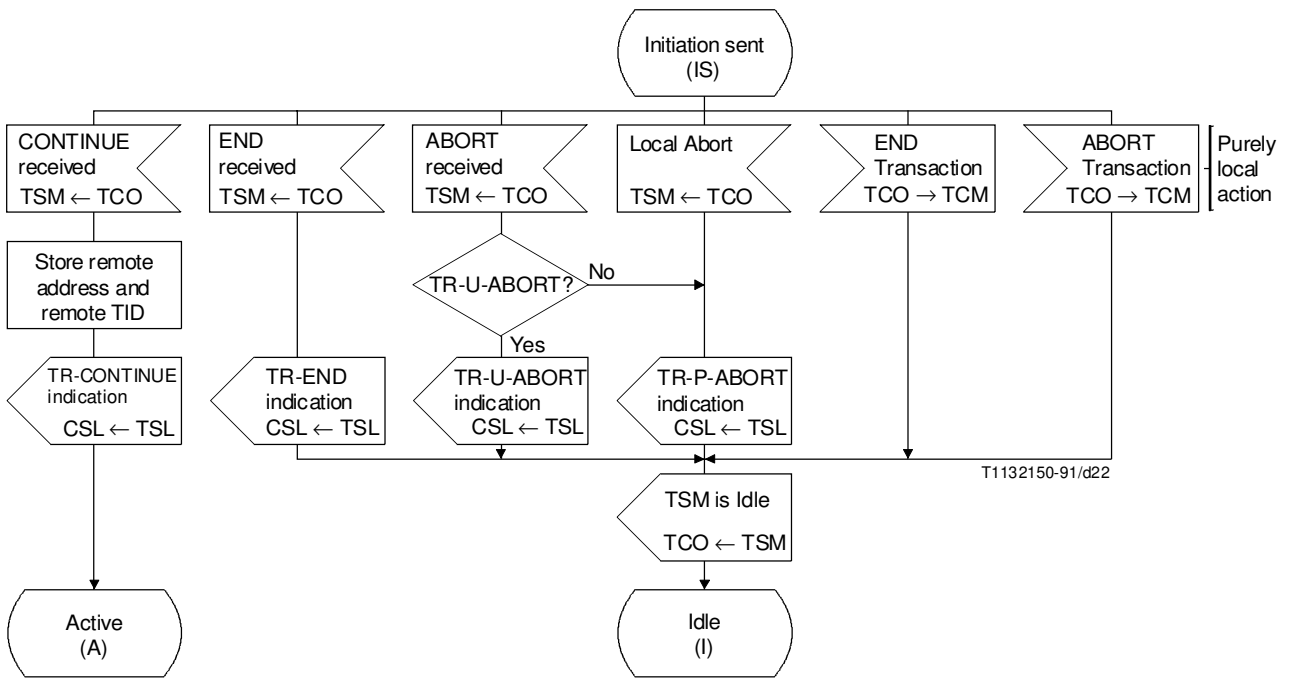 Initiation sent
(IS)
CONTINUE
received
TSM ← TCO
END
received
TSM ← TCO
ABORT
received
TSM ← TCO
Local Abort
TSM ← TCO
END
Transaction
TCO → TCM
ABORT
Transaction
TCO → TCM
Purely
local
action
Store remote
address and
remote TID
TR-U-ABORT?
No
Yes
TR-CONTINUE
indication
CSL ← TSL
TR-END
indication
CSL ← TSL
TR-U-ABORT
indication
CSL ← TSL
TR-P-ABORT
indication
CSL ← TSL
T1132150-91/d22
TSM is Idle
TCO ← TSM
Active
(A)
Idle
(I)